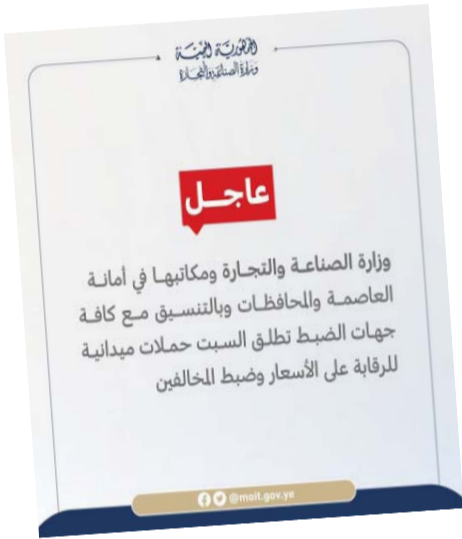 الجمهورية اليمنية
وزارة الصناعة والتجارة
عاجل
وزارة الصناعة والتجارة ومكاتبها في أمانة
العاصمة والمحافظات وبالتنسيق مع كافة
جهات الضبط تطلق السبت حملات ميدانية
للرقابة على الأسعار وضبط المخالفين
@moit.gov.ye